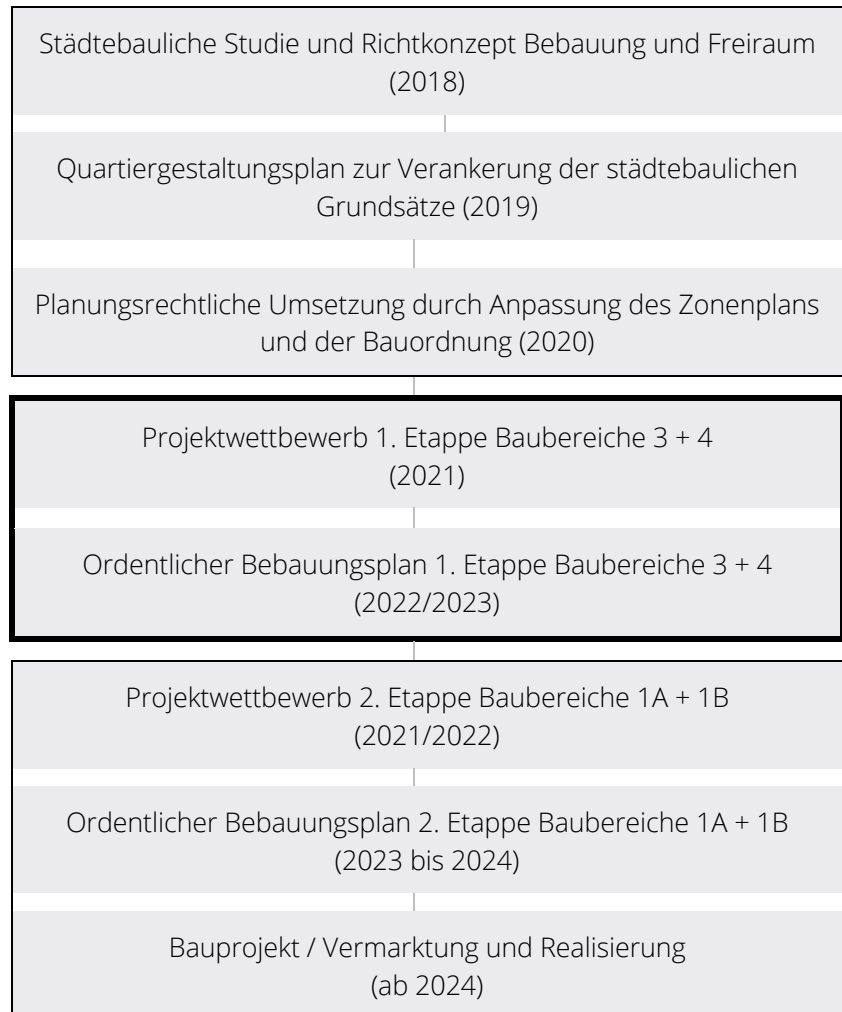 Städtebauliche Studie und Richtkonzept Bebauung und Freiraum
(2018)
Quartiergestaltungsplan zur Verankerung der städtebaulichen
Grundsätze (2019)
Planungsrechtliche Umsetzung durch Anpassung des Zonenplans
und der Bauordnung (2020)
Projektwettbewerb 1. Etappe Baubereiche 3 + 4
(2021)
Ordentlicher Bebauungsplan 1. Etappe Baubereiche 3 + 4
(2022/2023)
Projektwettbewerb 2. Etappe Baubereiche 1A + 1B
(2021/2022)
Ordentlicher Bebauungsplan 2. Etappe Baubereiche 1A + 1B
(2023 bis 2024)
Bauprojekt / Vermarktung und Realisierung
(ab 2024)